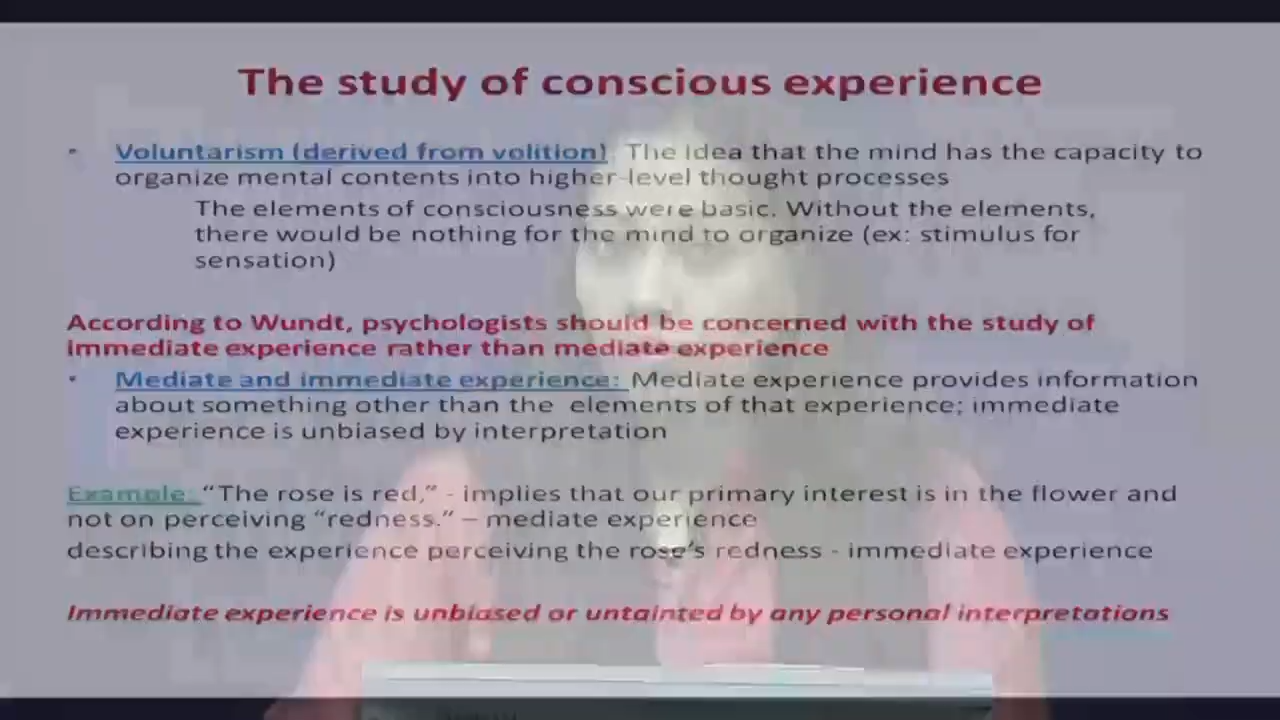 The study of conscious experience
• Voluntarism (derived from volition): The idea that the mind has the capacity to
organize mental contents into higher-level thought processes
The elements of consciousness were basic. Without the elements,
there would be nothing for the mind to organize (ex: stimulus for
sensation)
According to Wundt, psychologists should be concerned with the study of
immediate experience rather than mediate experience
• Mediate and immediate experience: Mediate experience provides information
about something other than the elements of that experience; immediate
experience is unbiased by interpretation
Example: “The rose is red,” - implies that our primary interest is in the flower and
not on perceiving “redness.” – mediate experience
describing the experience perceiving the rose’s redness - immediate experience
Immediate experience is unbiased or untainted by any personal interpretations